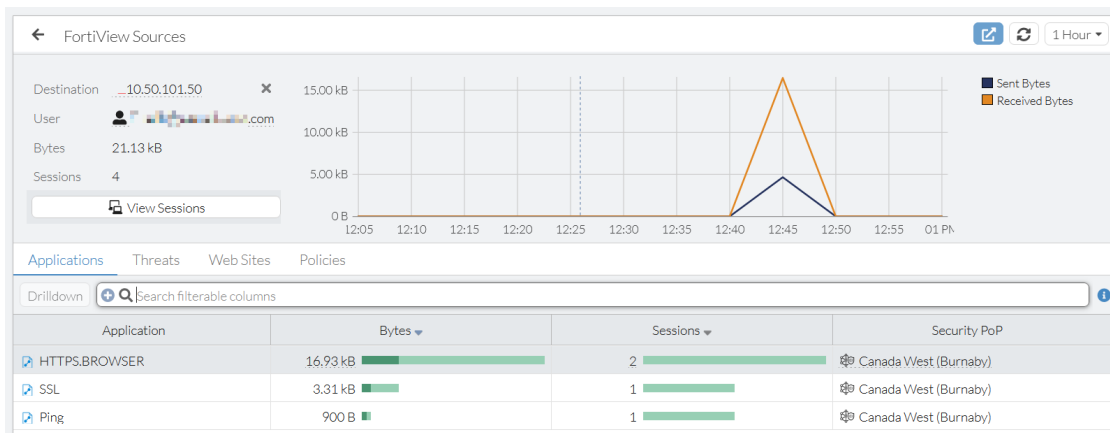 FortiView Sources
1 Hour
Destination _10.50.101.50
User .com
Bytes 21.13 kB
Sessions 4
View Sessions
15.00 kB
10.00 kB
5.00 kB
0 B
12:05 12:10 12:15 12:20 12:25 12:30 12:35 12:40 12:45 12:50 12:55 01 PM
Sent Bytes
Received Bytes
Applications Threats Web Sites Policies
Drilldown Search filterable columns
Application Bytes Sessions Security PoP
HTTPS.BROWSER 16.93 kB 2 Canada West (Burnaby)
SSL 3.31 kB 1 Canada West (Burnaby)
Ping 900 B 1 Canada West (Burnaby)